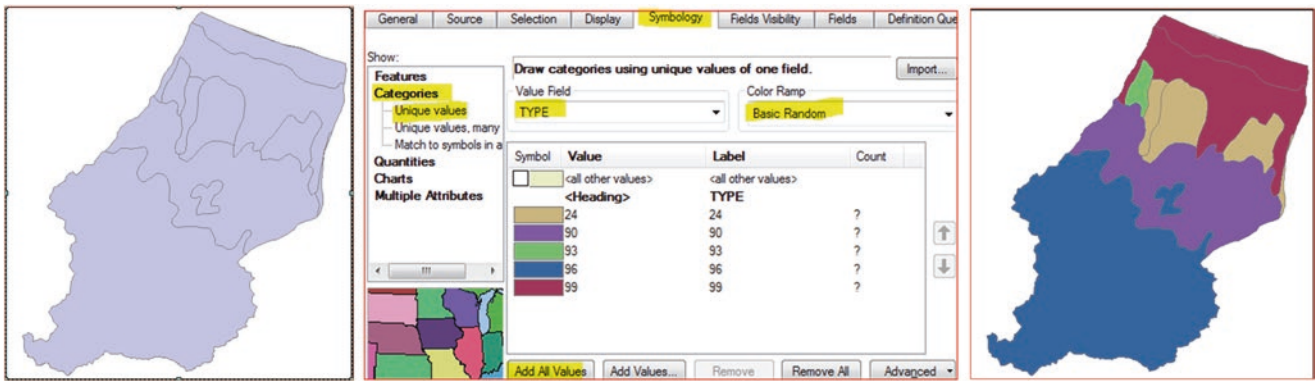 General Source Selection Display Symbology Fields Visibility Fields Definition Que
Show:
Features
Categories
Unique values
Unique values, many
Match to symbols in a
Quantities
Charts
Multiple Attributes
Draw categories using unique values of one field.
Import...
Value Field
TYPE
Color Ramp
Basic Random
Symbol Value Label Count
<all other values> <all other values>
<Heading> TYPE
24 24 ?
90 90 ?
93 93 ?
96 96 ?
99 99 ?
Add All Values Add Values... Remove Remove All Advanced